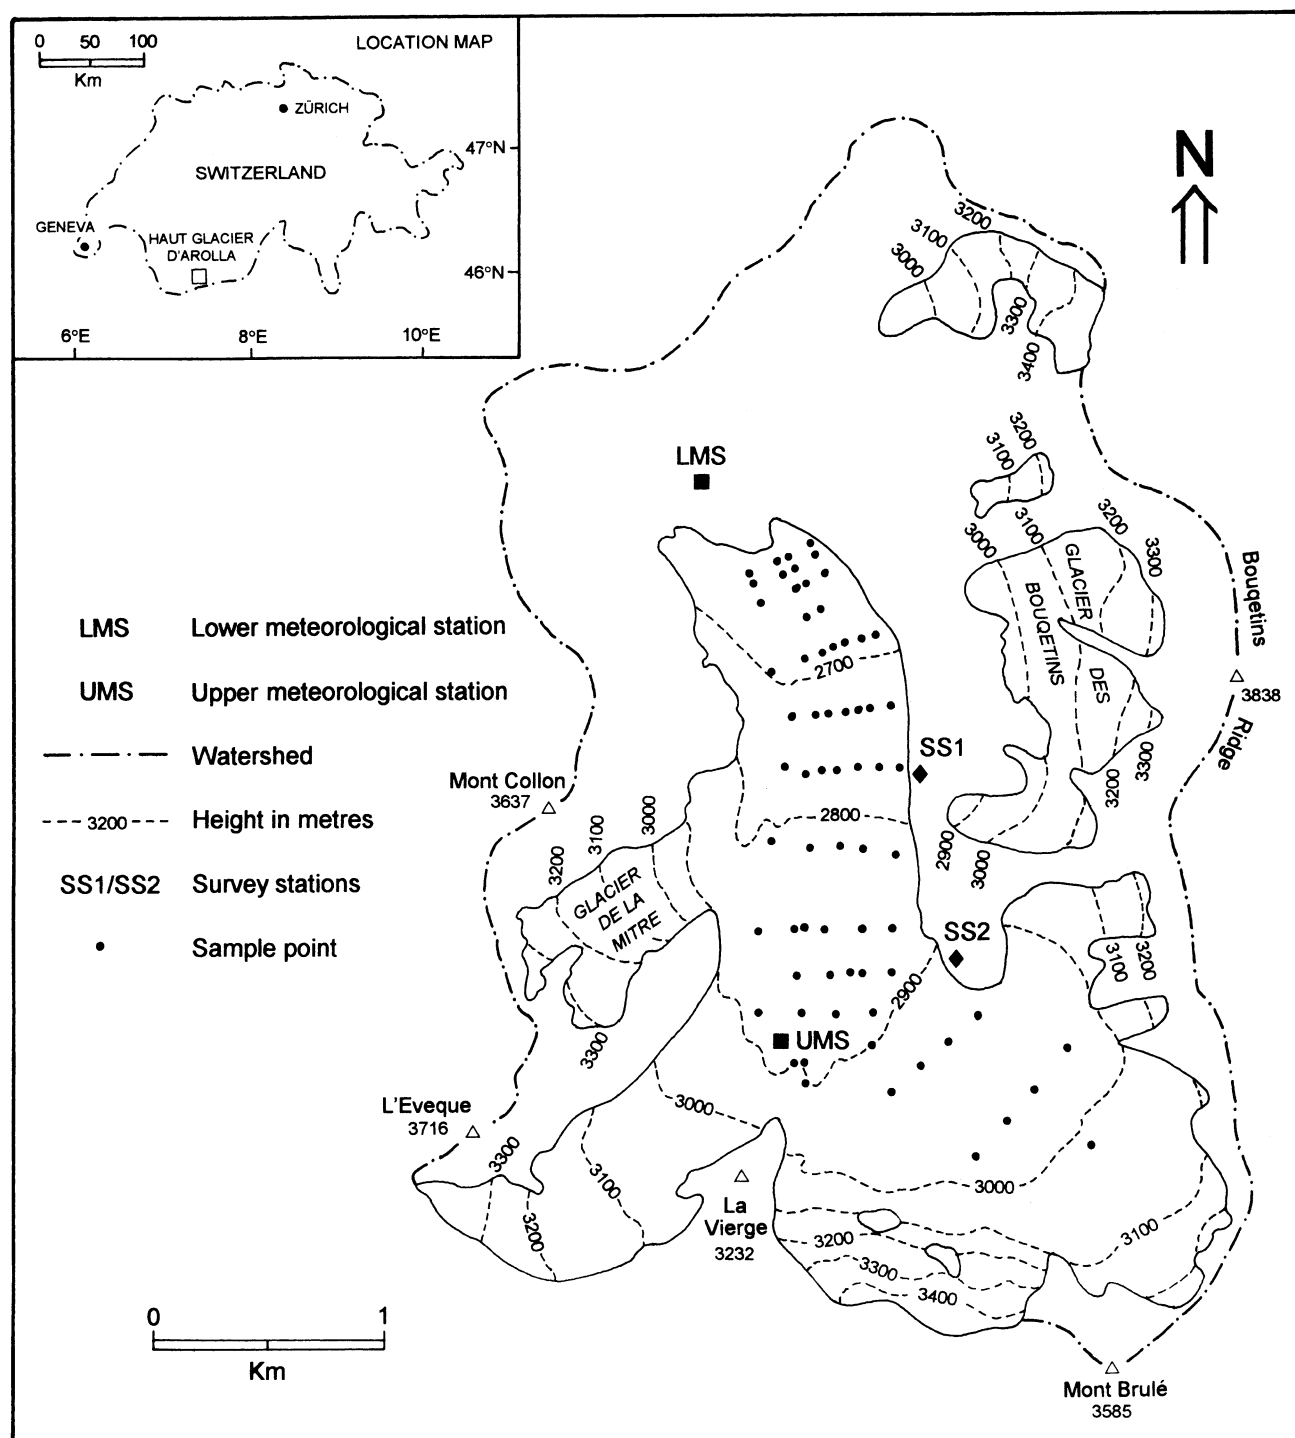 0 50 100
Km
LOCATION MAP
ZÜRICH
47°N
SWITZERLAND
GENEVA
HAUT GLACIER
D'AROLLA
46°N
6°E 8°E 10°E
N
3200
3100
3000
3300
3400
LMS
3200
3100
3200
3100
3000
3300
GLACIER
BOUQETINS
DES
Bouqetins
Ridge
3838
2700
LMS Lower meteorological station
UMS Upper meteorological station
Watershed
3200 Height in metres
SS1/SS2 Survey stations
Sample point
SS1
3300
3200
Mont Collon
3637
2800
2900
3000
3000
3100
3200
GLACIER
DE LA
MITRE
SS2
3100
3200
2900
3300
UMS
L'Eveque
3716
3000
3300
3100
3200
La
Vierge
3232
3000
3100
3200
3300
3400
0 1
Km
Mont Brulé
3585